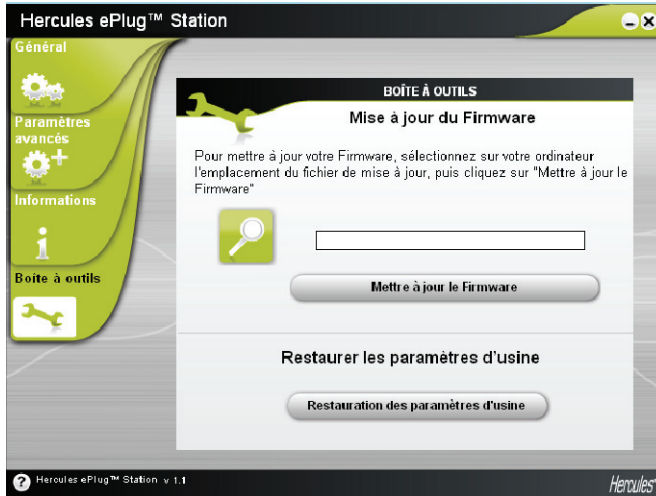 Hercules ePlug™ Station
Général
Paramètres
avancés
Informations
Boîte à outils
BOÎTE À OUTILS
Mise à jour du Firmware
Pour mettre à jour votre Firmware, sélectionnez sur votre ordinateur
l'emplacement du fichier de mise à jour, puis cliquez sur "Mettre à jour le
Firmware"
Mettre à jour le Firmware
Restaurer les paramètres d'usine
Restauration des paramètres d'usine
? Hercules ePlug™ Station v 1.1
Hercules